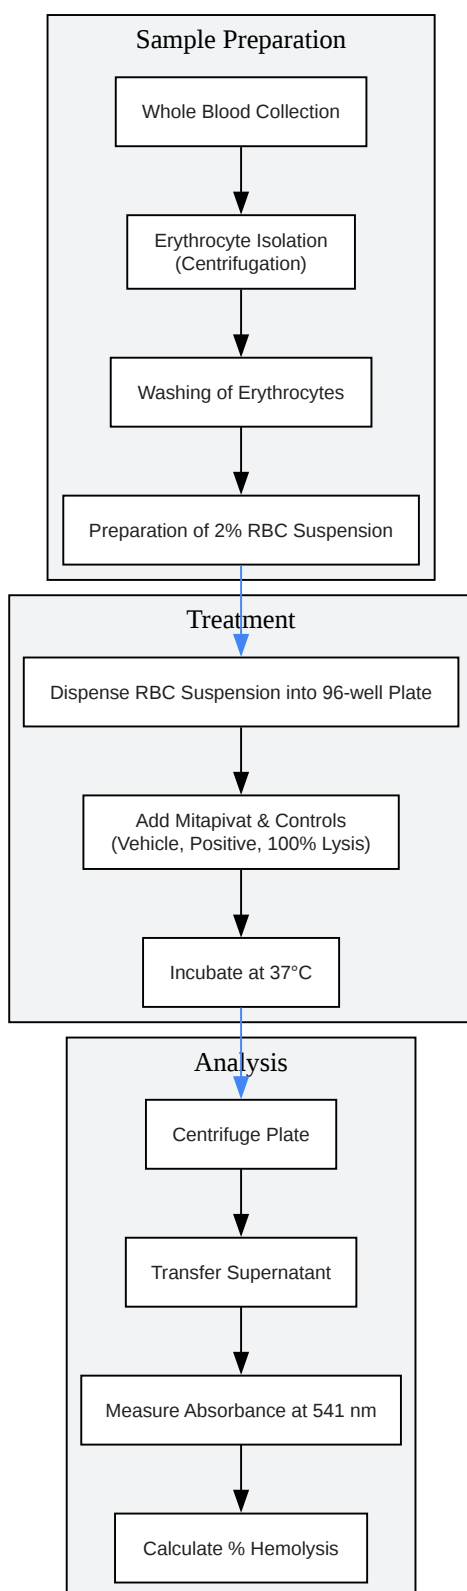 Sample Preparation
Whole Blood Collection
Erythrocyte Isolation
(Centrifugation)
Washing of Erythrocytes
Preparation of 2% RBC Suspension
Treatment
Dispense RBC Suspension into 96-well Plate
Add Mitapivat & Controls
(Vehicle, Positive, 100% Lysis)
Incubate at 37°C
Analysis
Centrifuge Plate
Transfer Supernatant
Measure Absorbance at 541 nm
Calculate % Hemolysis